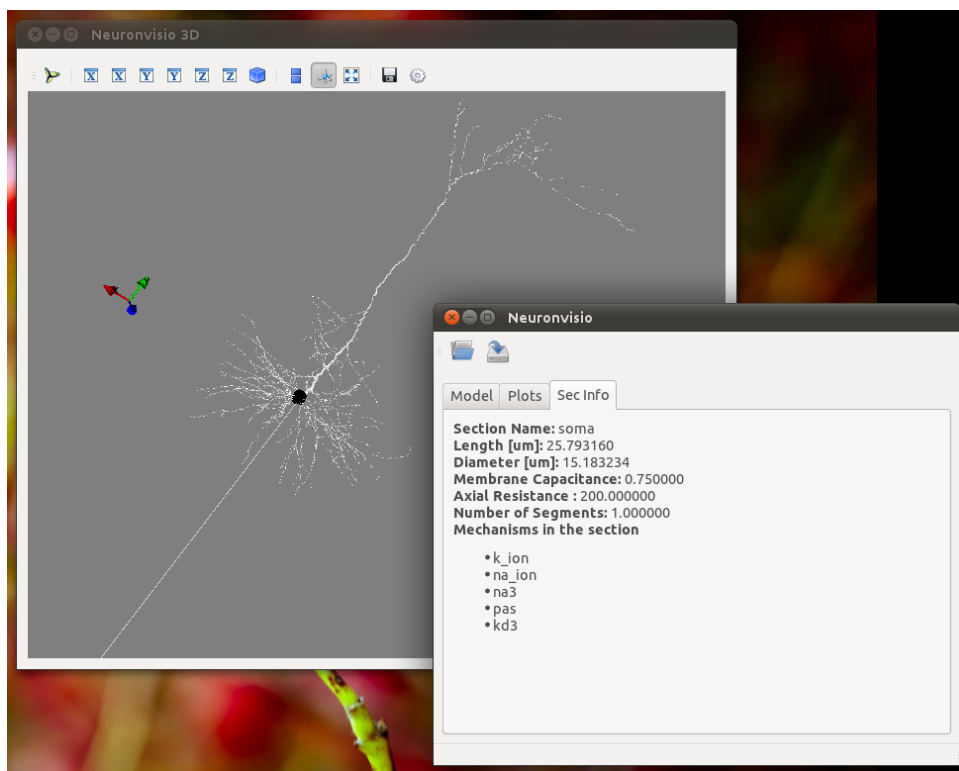 Neuronvisio 3D
X X Y Y Z Z
Neuronvisio
Model Plots Sec Info
Section Name: soma
Length [um]: 25.793160
Diameter [um]: 15.183234
Membrane Capacitance: 0.750000
Axial Resistance : 200.000000
Number of Segments: 1.000000
Mechanisms in the section
• k_ion
• na_ion
• na3
• pas
• kd3